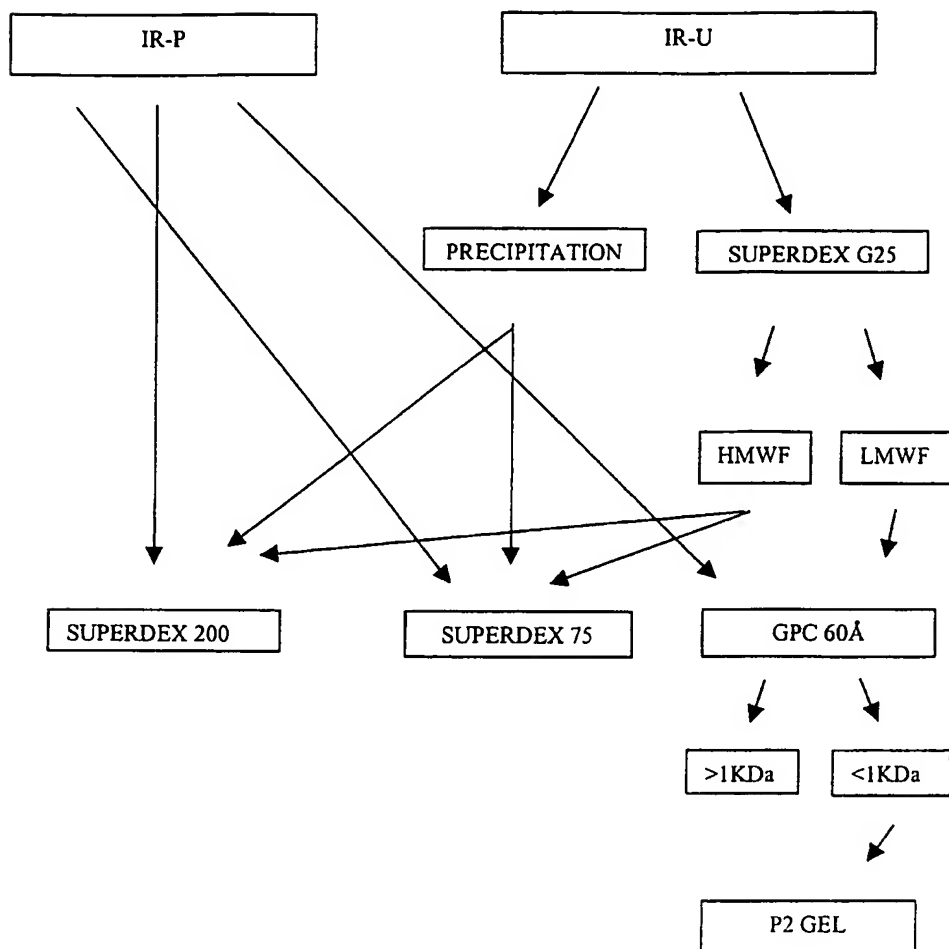 IR-P
IR-U
PRECIPITATION
SUPERDEX G25
HMWF
LMWF
SUPERDEX 200
SUPERDEX 75
GPC 60Å
>1KDa
<1KDa
P2 GEL